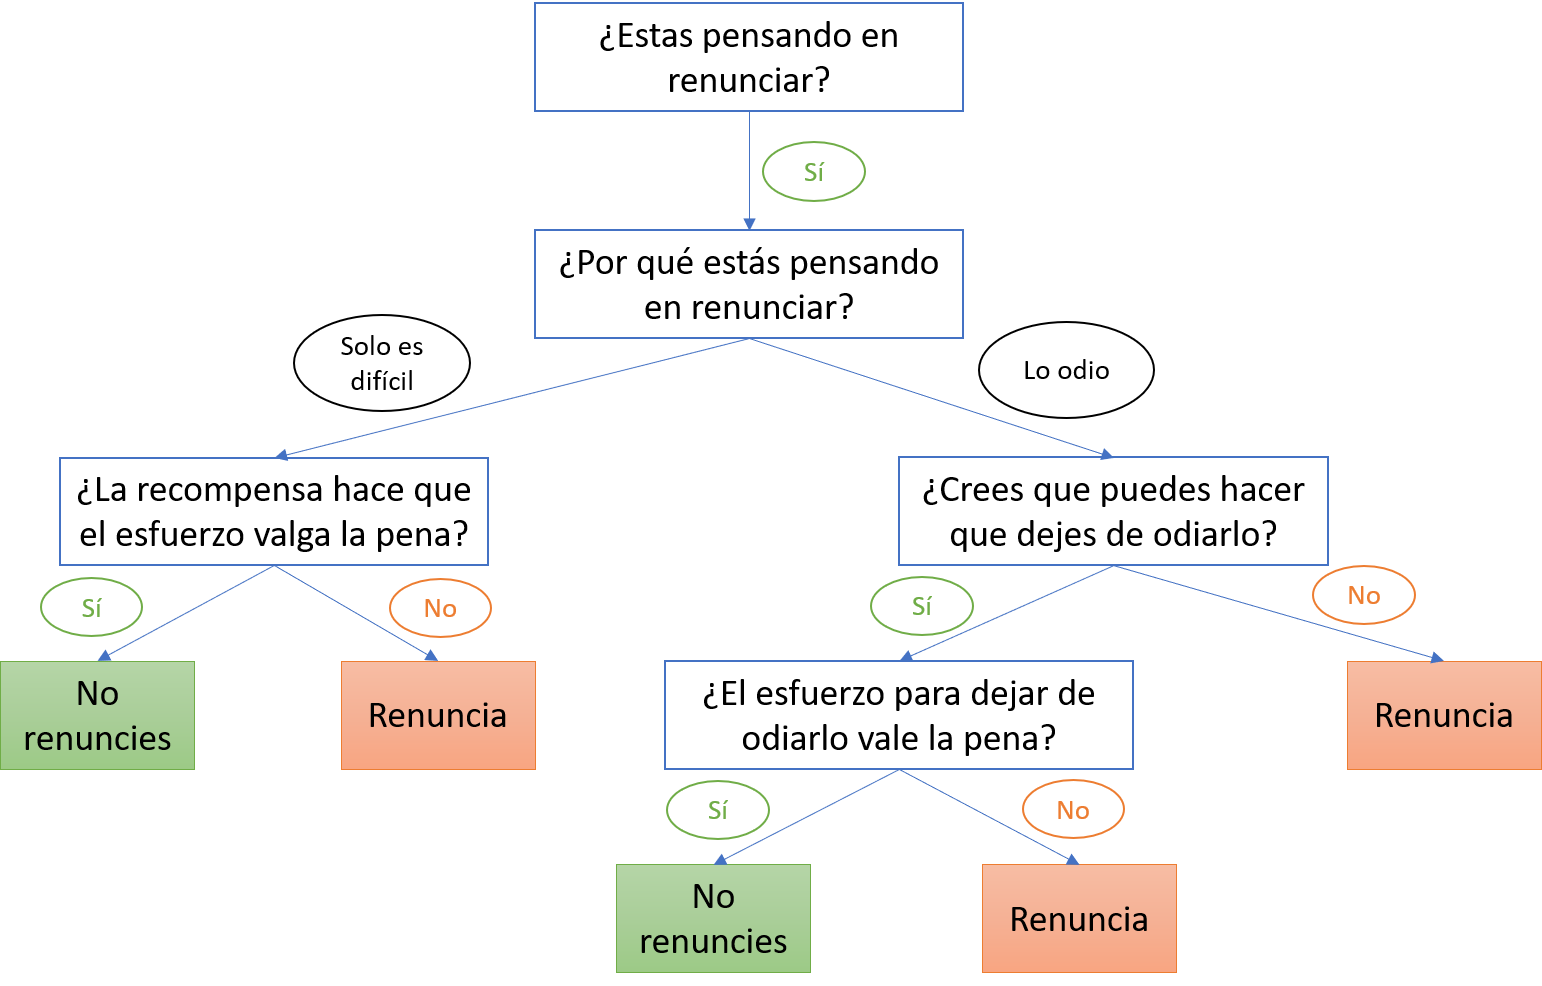 ¿Estas pensando en
renunciar?
Sí
¿Por qué estás pensando
en renunciar?
Solo es
difícil
Lo odio
¿La recompensa hace que
el esfuerzo valga la pena?
¿Crees que puedes hacer
que dejes de odiarlo?
Sí
No
Sí
No
No
renuncies
Renuncia
¿El esfuerzo para dejar de
odiarlo vale la pena?
Renuncia
Sí
No
No
renuncies
Renuncia